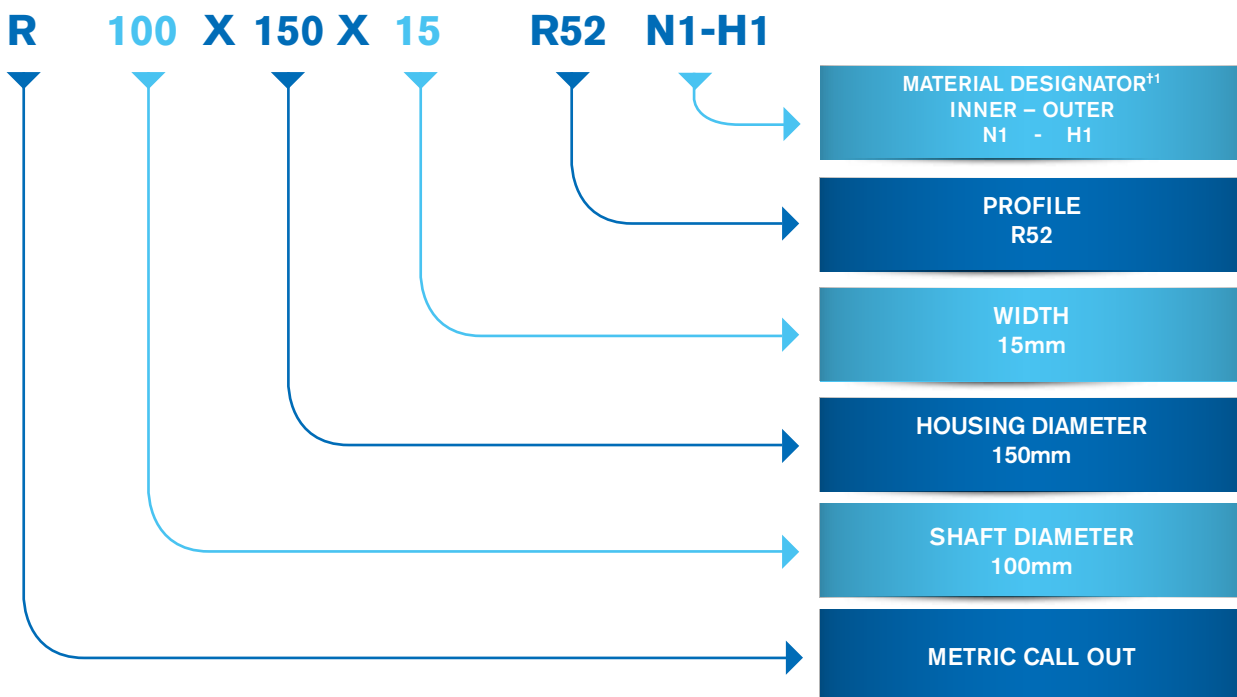 R 100 X 150 X 15 R52 N1-H1
MATERIAL DESIGNATOR†1
INNER – OUTER
N1 - H1
PROFILE
R52
WIDTH
15mm
HOUSING DIAMETER
150mm
SHAFT DIAMETER
100mm
METRIC CALL OUT